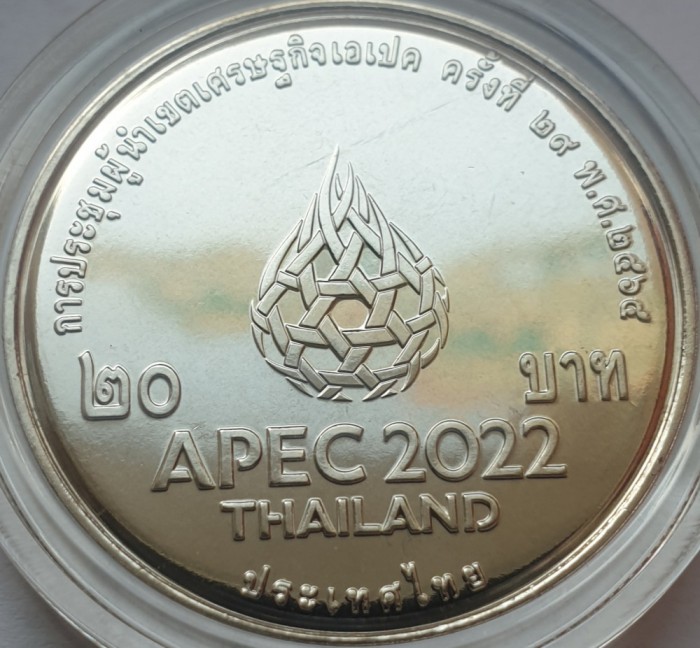 การประชุมผู้นำเขตเศรษฐกิจเอเปค ครั้งที่ ๒๙ พ.ศ.๒๕๖๕
๒๐ บาท
APEC 2022
THAILAND
ประเทศไทย